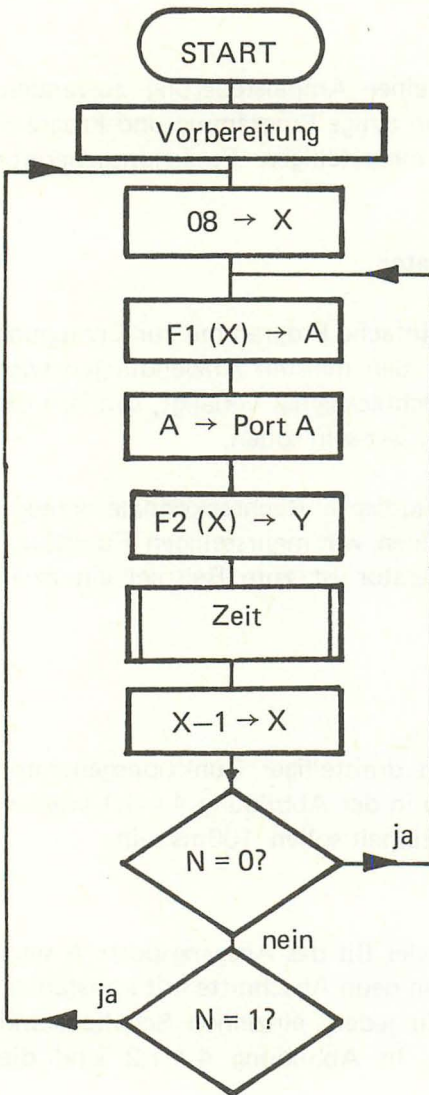 START
Vorbereitung
08 → X
F1 (X) → A
A → Port A
F2 (X) → Y
Zeit
X–1 → X
N = 0?
ja
nein
ja
N = 1?